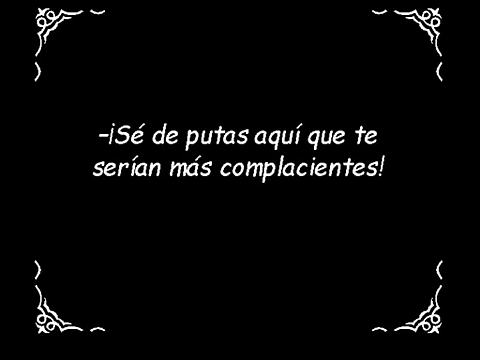 -¡Sé de putas aquí que te
serían más complacientes!